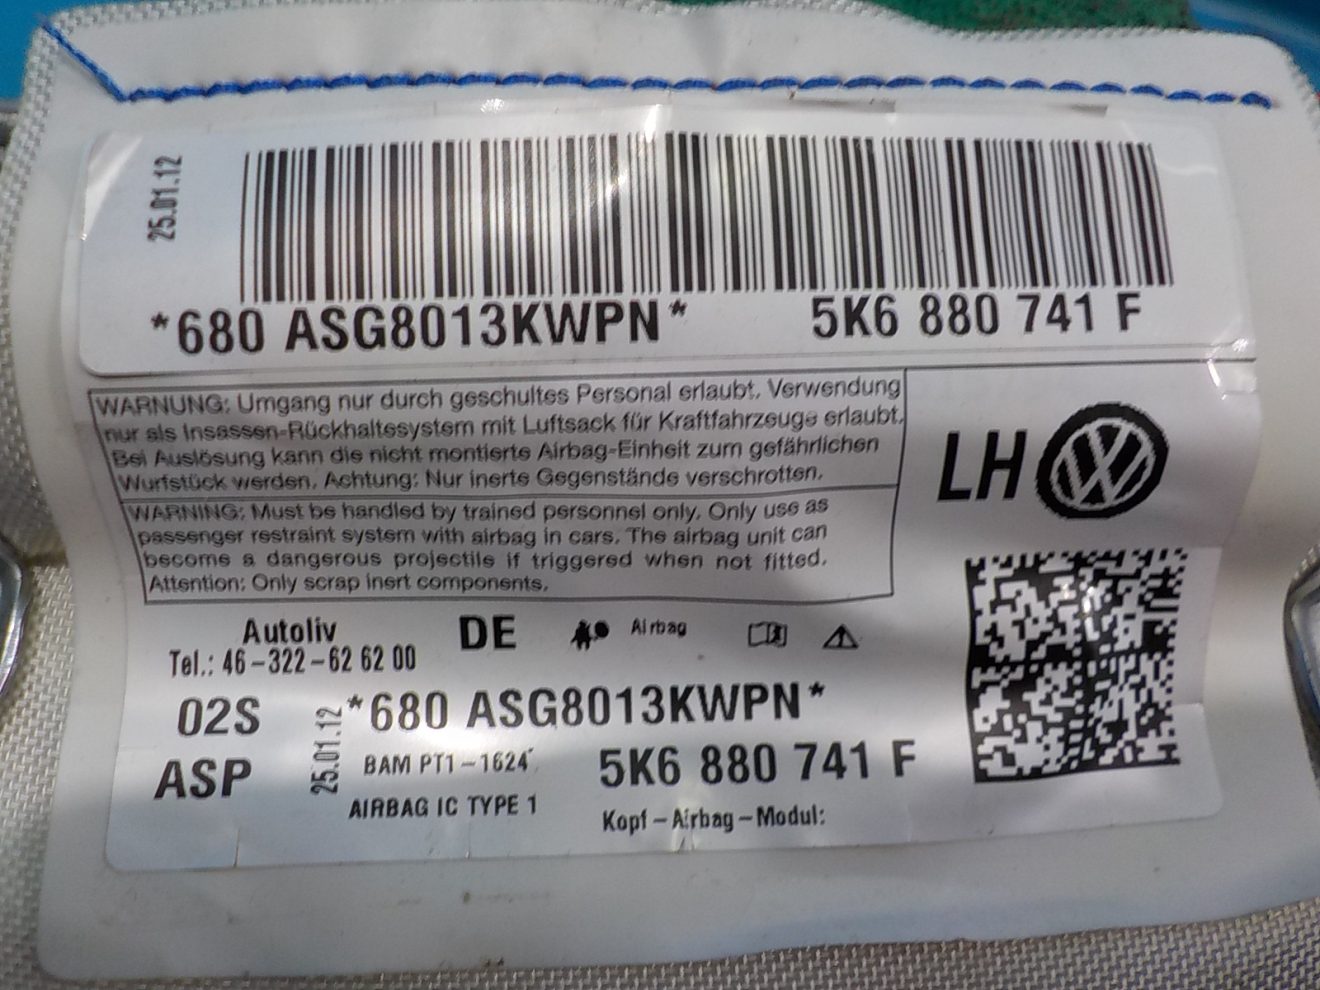 25.01.12
*680 ASG8013KWPN*
5K6 880 741 F
WARNUNG: Umgang nur durch geschultes Personal erlaubt. Verwendung
nur als Insassen-Rückhaltesystem mit Luftsack für Kraftfahrzeuge erlaubt.
Bei Auslösung kann die nicht montierte Airbag-Einheit zum gefährlichen
Wurfstück werden. Achtung: Nur inerte Gegenstände verschrotten.
WARNING: Must be handled by trained personnel only. Only use as
passenger restraint system with airbag in cars. The airbag unit can
become a dangerous projectile if triggered when not fitted.
Attention: Only scrap inert components.
LH
Autoliv
Tel.: 46-322-62 62 00
DE
Airbag
02S
ASP
25.01.12
*680 ASG8013KWPN*
BAM PT1-1624
5K6 880 741 F
AIRBAG IC TYPE 1
Kopf-Airbag-Modul: